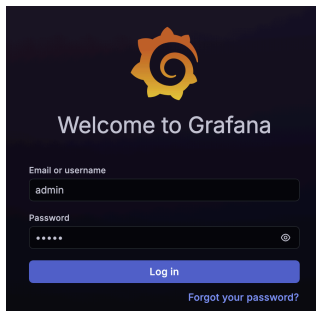 Welcome to Grafana
Email or username
admin
Password
•••••
Log in
Forgot your password?